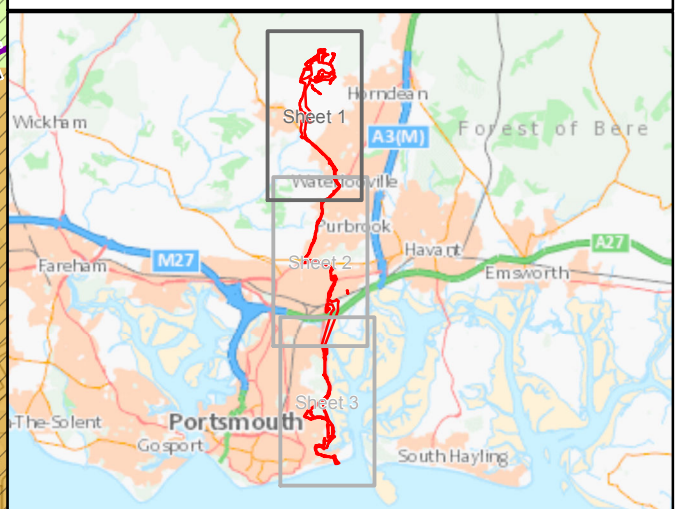 Horndean
Sheet 1
Wickham
Forest of Bere
A3(M)
Waterlooville
Purbrook
A27
Havant
M27
Sheet 2
Fareham
Emsworth
Sheet 3
n-The-Solent
Portsmouth
Gosport
South Hayling